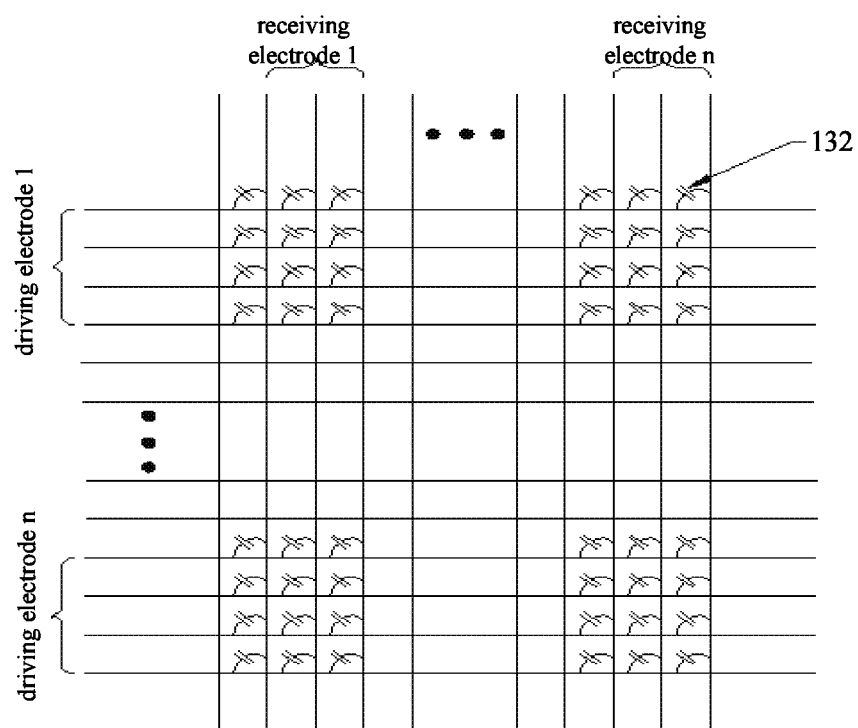 receiving
electrode 1
receiving
electrode n
132
driving electrode 1
driving electrode n